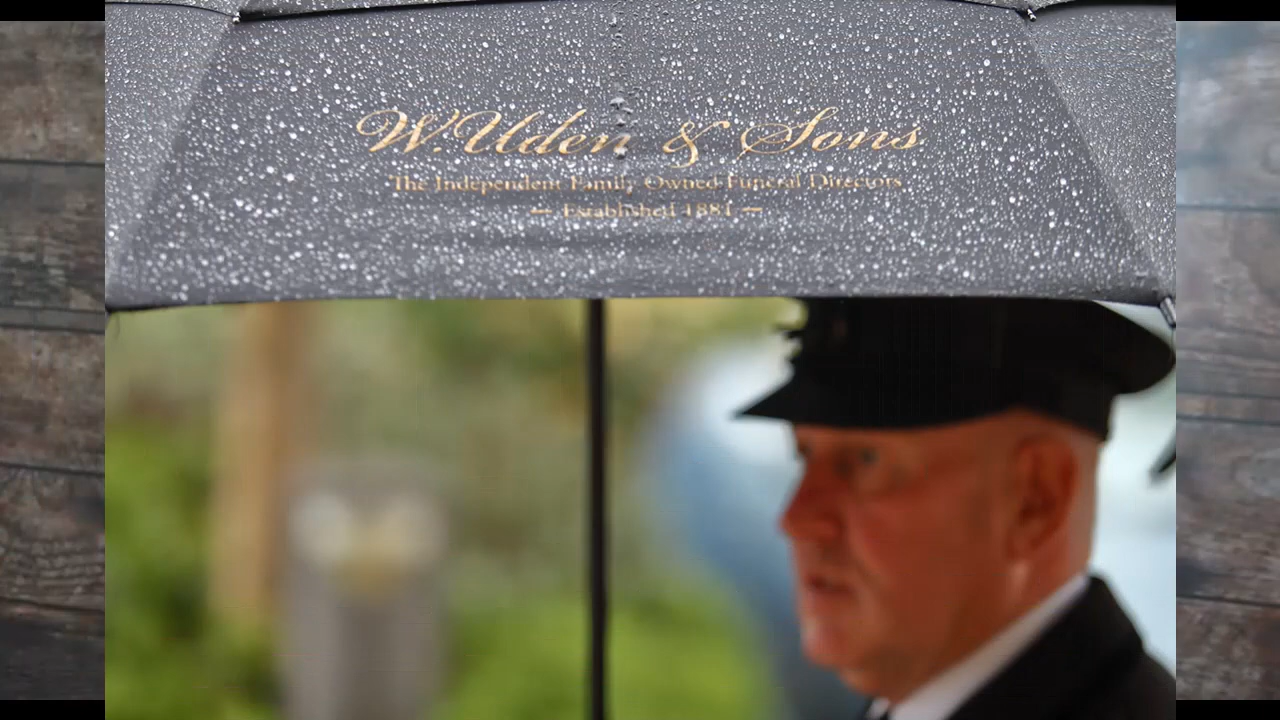 W. Uden & Sons
The Independent Family Owned Funeral Directors
— Established 1881 —